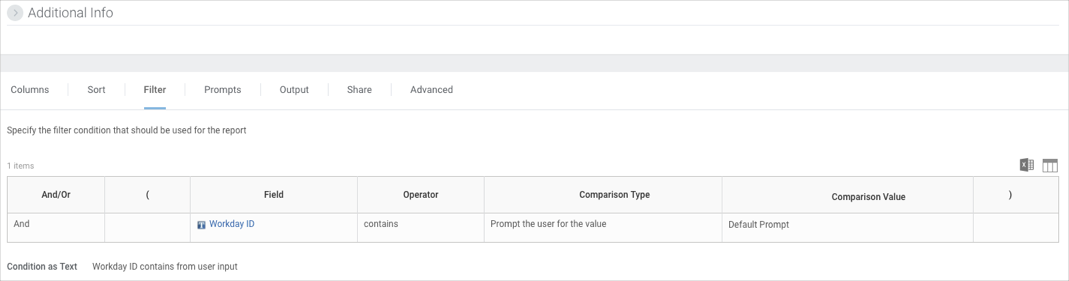 Additional Info
Columns Sort Filter Prompts Output Share Advanced
Specify the filter condition that should be used for the report
1 items
And/Or ( Field Operator Comparison Type Comparison Value )
And Workday ID contains Prompt the user for the value Default Prompt
Condition as Text Workday ID contains from user input